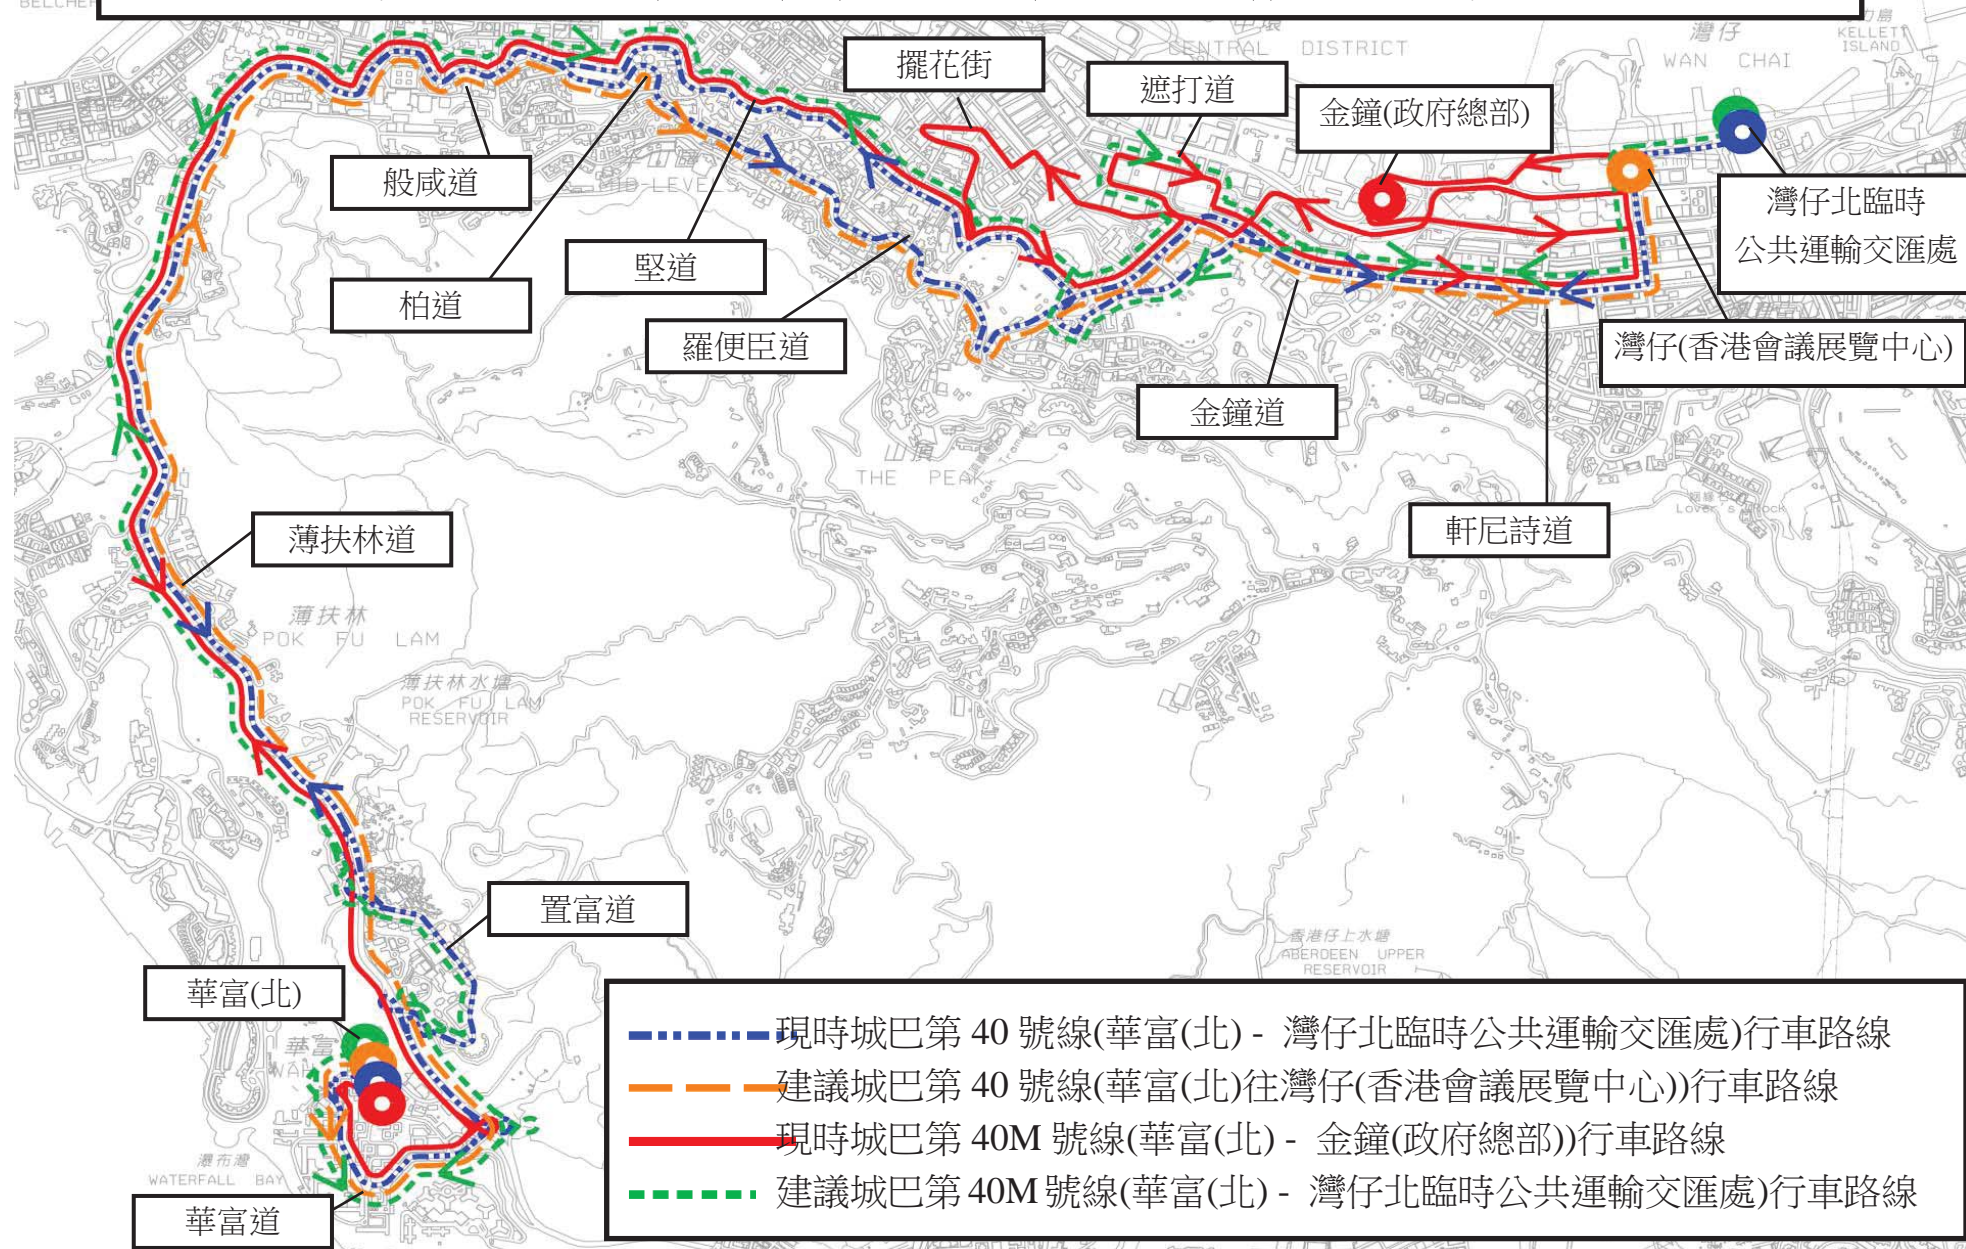 灣仔
WAN CHAI
KELLETT
ISLAND
CENTRAL DISTRICT
擺花街
遮打道
金鐘(政府總部)
般咸道
MID-LEVELS
灣仔北臨時
公共運輸交匯處
柏道
堅道
羅便臣道
灣仔(香港會議展覽中心)
金鐘道
山頂
THE PEAK
Lover's Rock
薄扶林道
軒尼詩道
薄扶林
POK FU LAM
薄扶林水塘
POK FU LAM
RESERVOIR
置富道
香港仔上水塘
ABERDEEN UPPER
RESERVOIR
華富(北)
華富
瀑布灣
WATERFALL BAY
華富道
現時城巴第 40 號線(華富(北) - 灣仔北臨時公共運輸交匯處)行車路線
建議城巴第 40 號線(華富(北)往灣仔(香港會議展覽中心))行車路線
現時城巴第 40M 號線(華富(北) - 金鐘(政府總部))行車路線
建議城巴第 40M 號線(華富(北) - 灣仔北臨時公共運輸交匯處)行車路線